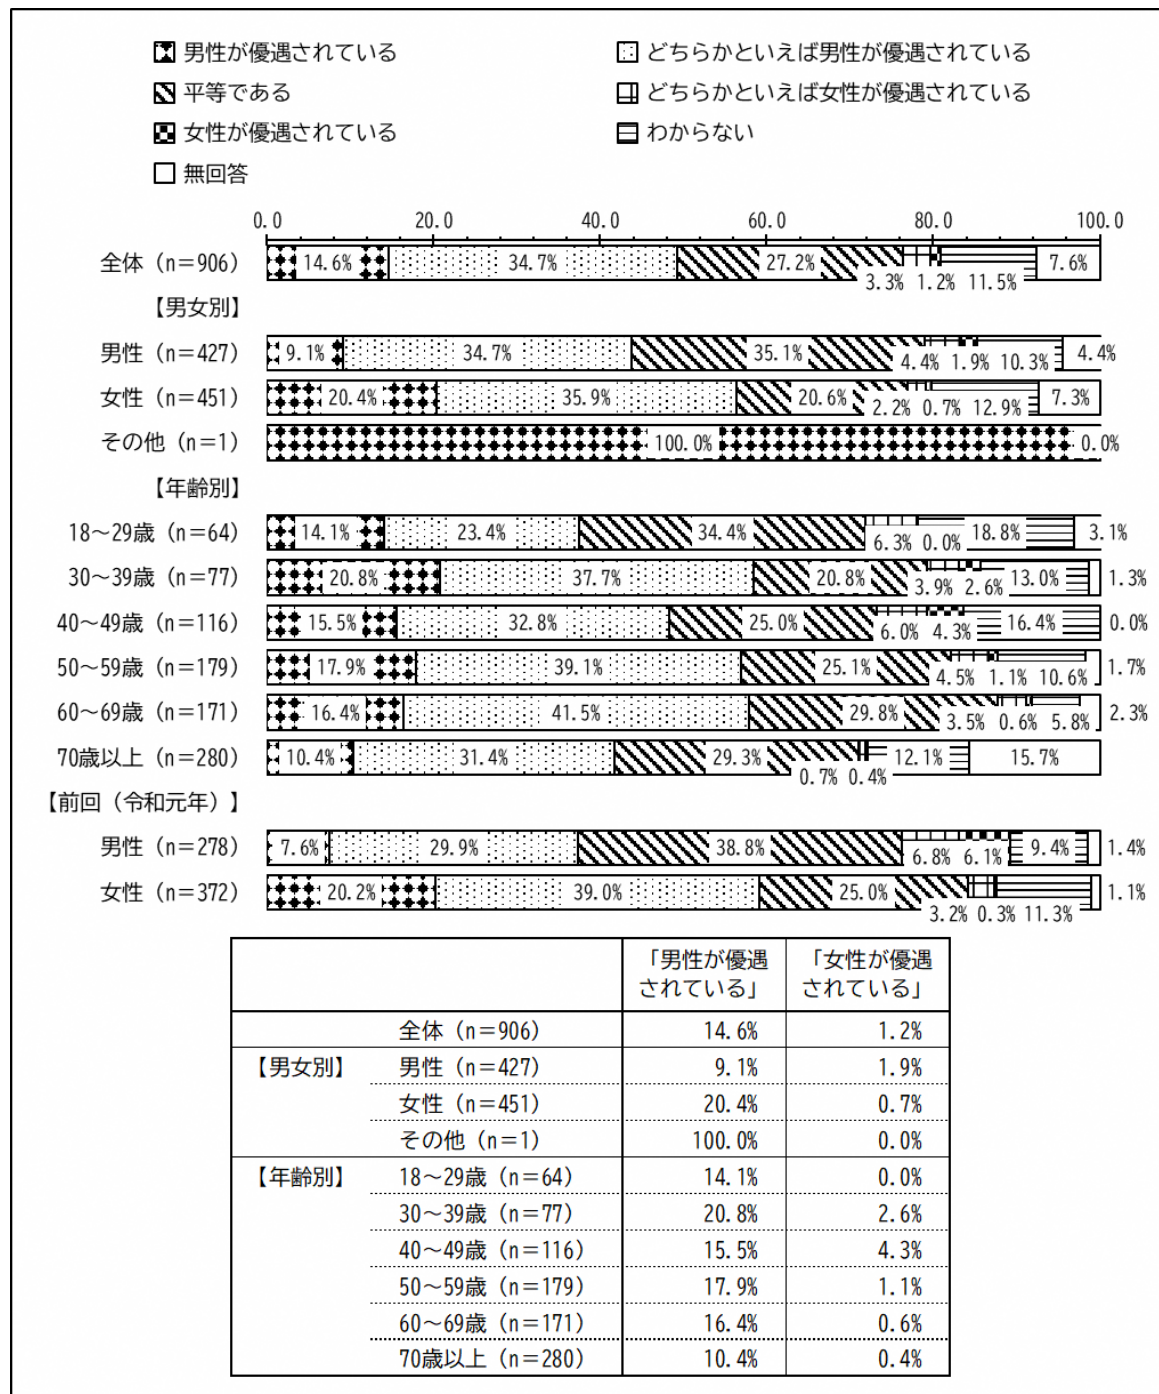 男性が優遇されている どちらかといえば男性が優遇されている
平等である どちらかといえば女性が優遇されている
女性が優遇されている わからない
無回答
0.0 20.0 40.0 60.0 80.0 100.0
全体（n＝906） 14.6% 34.7% 27.2% 3.3% 1.2% 11.5% 7.6%
【男女別】
男性（n＝427） 9.1% 34.7% 35.1% 4.4% 1.9% 10.3% 4.4%
女性（n＝451） 20.4% 35.9% 20.6% 2.2% 0.7% 12.9% 7.3%
その他（n＝1） 100.0% 0.0%
【年齢別】
18～29歳（n＝64） 14.1% 23.4% 34.4% 6.3% 0.0% 18.8% 3.1%
30～39歳（n＝77） 20.8% 37.7% 20.8% 3.9% 2.6% 13.0% 1.3%
40～49歳（n＝116） 15.5% 32.8% 25.0% 6.0% 4.3% 16.4% 0.0%
50～59歳（n＝179） 17.9% 39.1% 25.1% 4.5% 1.1% 10.6% 1.7%
60～69歳（n＝171） 16.4% 41.5% 29.8% 3.5% 0.6% 5.8% 2.3%
70歳以上（n＝280） 10.4% 31.4% 29.3% 0.7% 0.4% 12.1% 15.7%
【前回（令和元年）】
男性（n＝278） 7.6% 29.9% 38.8% 6.8% 6.1% 9.4% 1.4%
女性（n＝372） 20.2% 39.0% 25.0% 3.2% 0.3% 11.3% 1.1%
「男性が優遇 「女性が優遇
されている」 されている」
全体（n＝906） 14.6% 1.2%
【男女別】 男性（n＝427） 9.1% 1.9%
女性（n＝451） 20.4% 0.7%
その他（n＝1） 100.0% 0.0%
【年齢別】 18～29歳（n＝64） 14.1% 0.0%
30～39歳（n＝77） 20.8% 2.6%
40～49歳（n＝116） 15.5% 4.3%
50～59歳（n＝179） 17.9% 1.1%
60～69歳（n＝171） 16.4% 0.6%
70歳以上（n＝280） 10.4% 0.4%